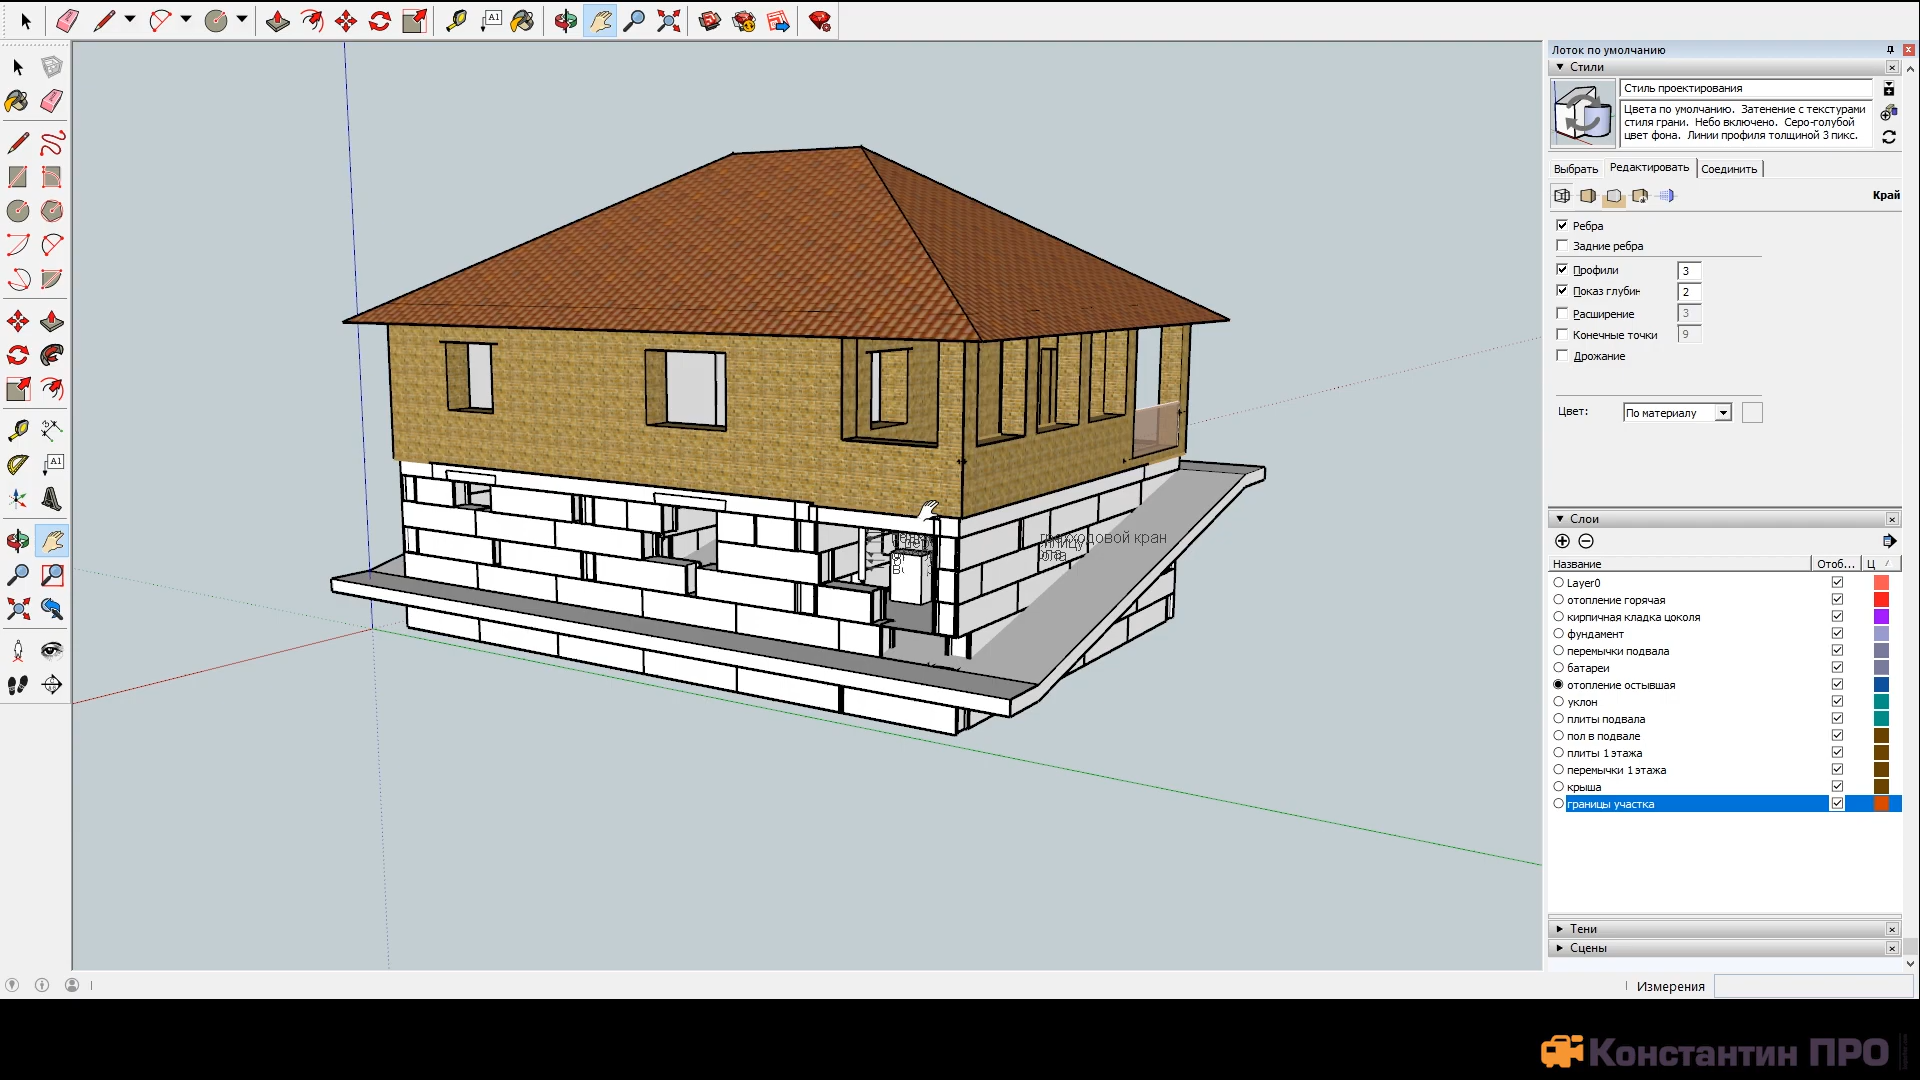 A1
Лоток по умолчанию
Стили
Стиль проектирования
Цвета по умолчанию. Затенение с текстурами
стиля грани. Небо включено. Серо-голубой
цвет фона. Линии профиля толщиной 3 пикс.
Выбрать Редактировать Соединить
Край
Ребра
Задние ребра
Профили 3
Показ глубин 2
Расширение 3
Конечные точки 9
Дрожание
Цвет: По материалу
A1
ходовой кран
Слои
Название Отоб... Ц
Layer0
отопление горячая
кирпичная кладка цоколя
фундамент
перемычки подвала
батареи
отопление остывшая
уклон
плиты подвала
пол в подвале
плиты 1 этажа
перемычки 1 этажа
крыша
границы участка
Тени
Сцены
Измерения
Константин ПРО